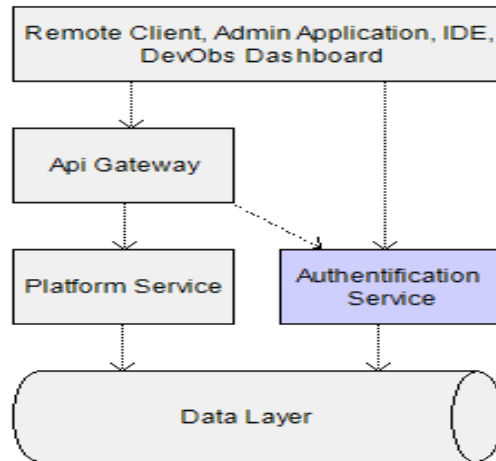 Remote Client, Admin Application, IDE,
DevObs Dashboard
Api Gateway
Platform Service
Authentification
Service
Data Layer